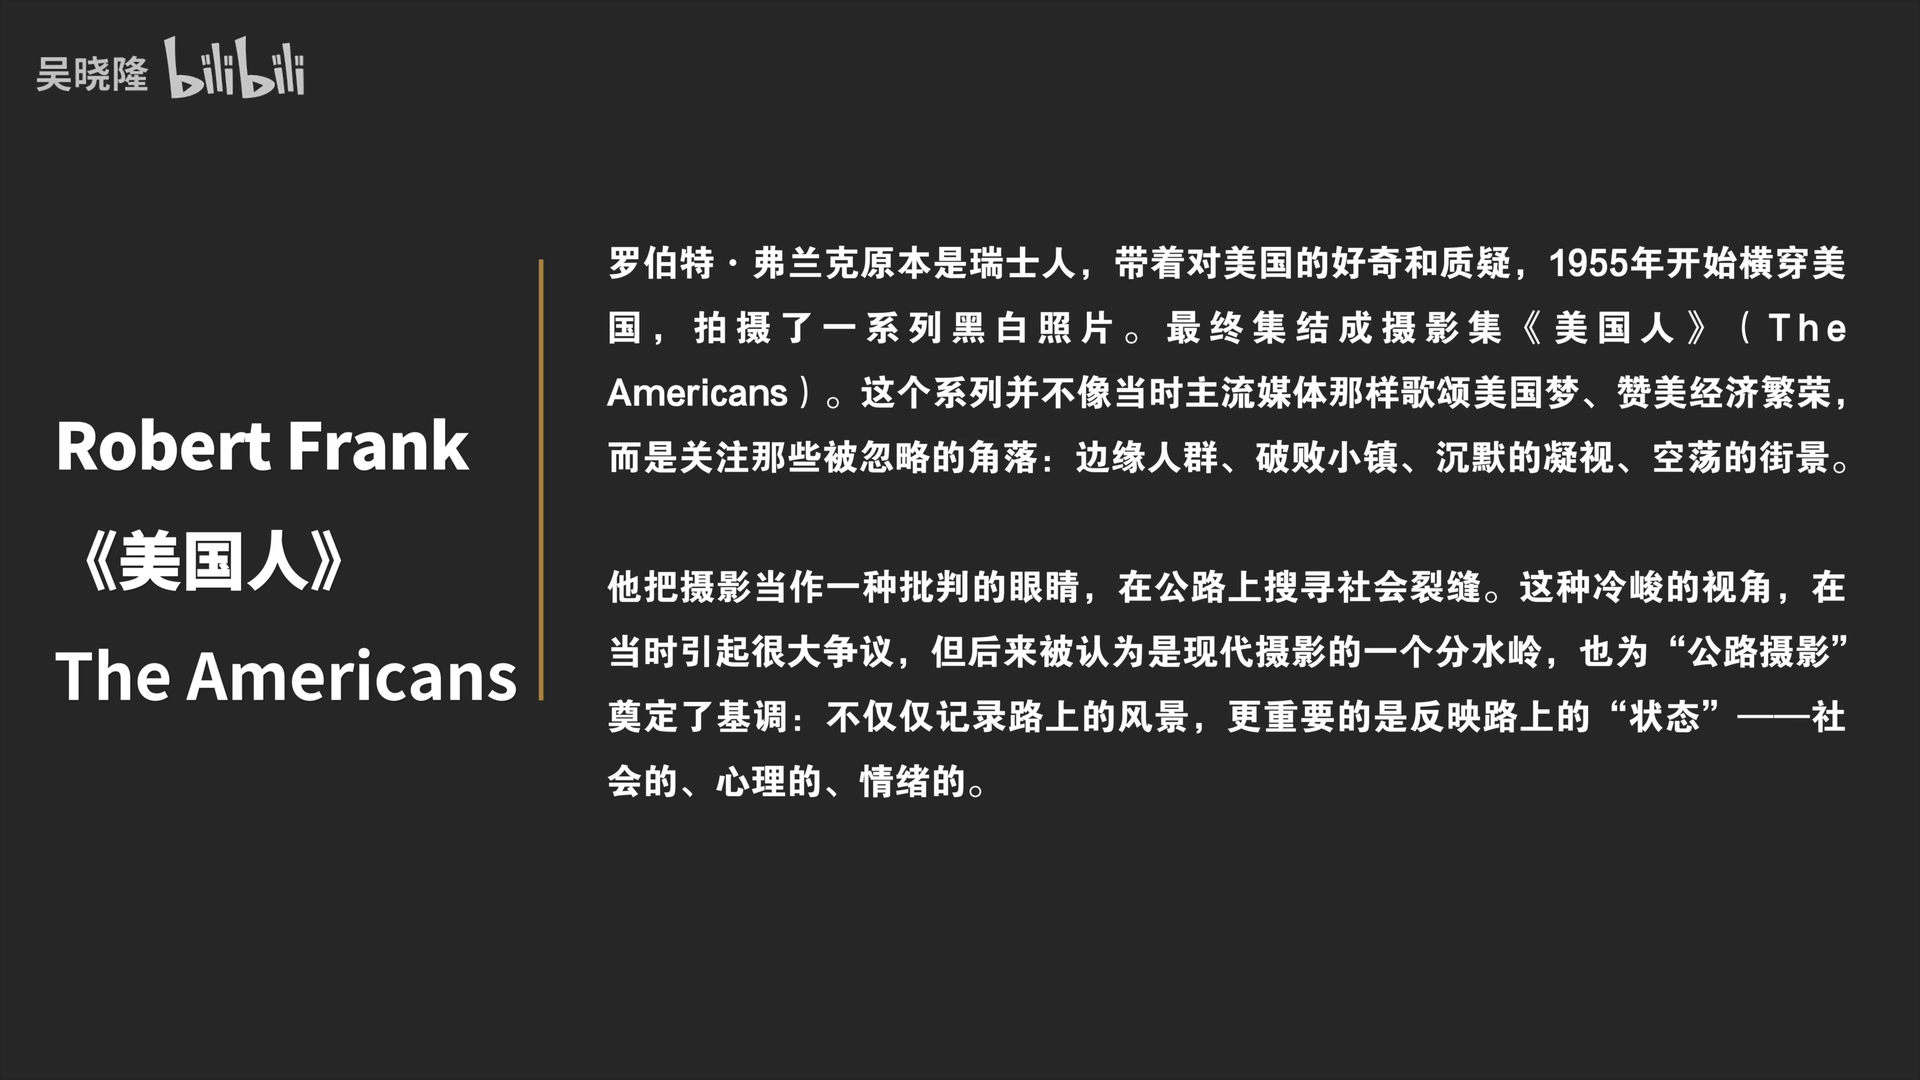 吴晓隆 bilibili
Robert Frank
《美国人》
The Americans
罗伯特·弗兰克原本是瑞士人，带着对美国的好奇和质疑，1955年开始横穿美
国，拍摄了一系列黑白照片。最终集结成摄影集《美国人》（The
Americans）。这个系列并不像当时主流媒体那样歌颂美国梦、赞美经济繁荣，
而是关注那些被忽略的角落：边缘人群、破败小镇、沉默的凝视、空荡的街景。
他把摄影当作一种批判的眼睛，在公路上搜寻社会裂缝。这种冷峻的视角，在
当时引起很大争议，但后来被认为是现代摄影的一个分水岭，也为“公路摄影”
奠定了基调：不仅仅记录路上的风景，更重要的是反映路上的“状态”——社
会的、心理的、情绪的。